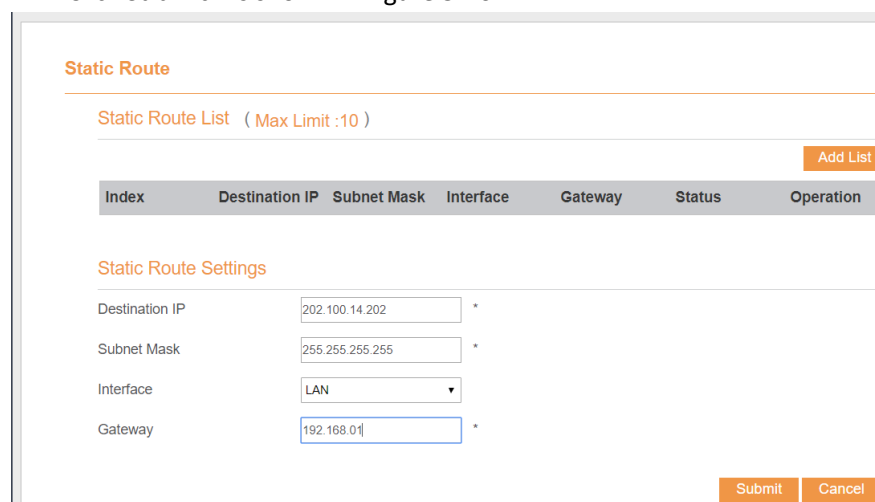 Static Route
Static Route List ( Max Limit :10 )
Add List
Index Destination IP Subnet Mask Interface Gateway Status Operation
Static Route Settings
Destination IP 202.100.14.202 *
Subnet Mask 255.255.255.255 *
Interface LAN
Gateway 192.168.01 *
Submit Cancel